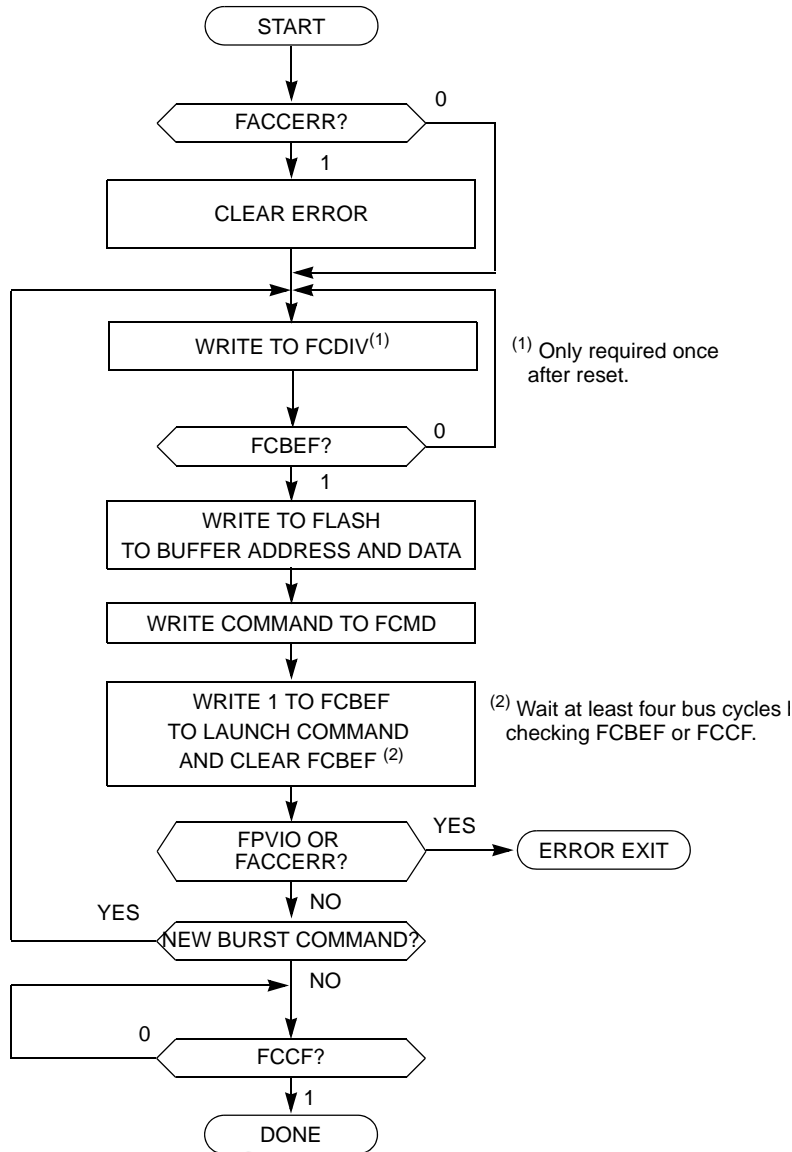 START
0
FACCERR?
1
CLEAR ERROR
WRITE TO FCDIV(1)
(1) Only required once
after reset.
0
FCBEF?
1
WRITE TO FLASH
TO BUFFER ADDRESS AND DATA
WRITE COMMAND TO FCMD
WRITE 1 TO FCBEF
TO LAUNCH COMMAND
AND CLEAR FCBEF (2)
(2) Wait at least four bus cycles
checking FCBEF or FCCF.
YES
FPVIO OR
FACCERR?
ERROR EXIT
NO
YES
NEW BURST COMMAND?
NO
0
FCCF?
1
DONE